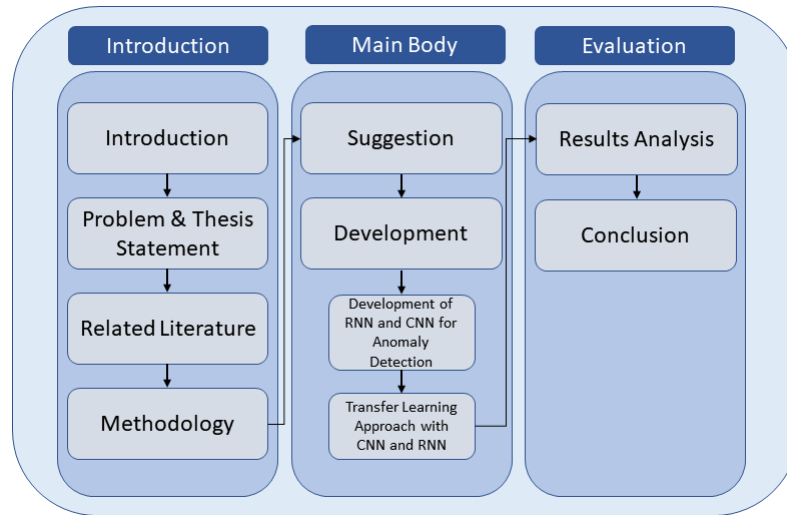 Introduction
Introduction
Problem & Thesis
Statement
Related Literature
Methodology
Main Body
Suggestion
Development
Development of
RNN and CNN for
Anomaly
Detection
Transfer Learning
Approach with
CNN and RNN
Evaluation
Results Analysis
Conclusion